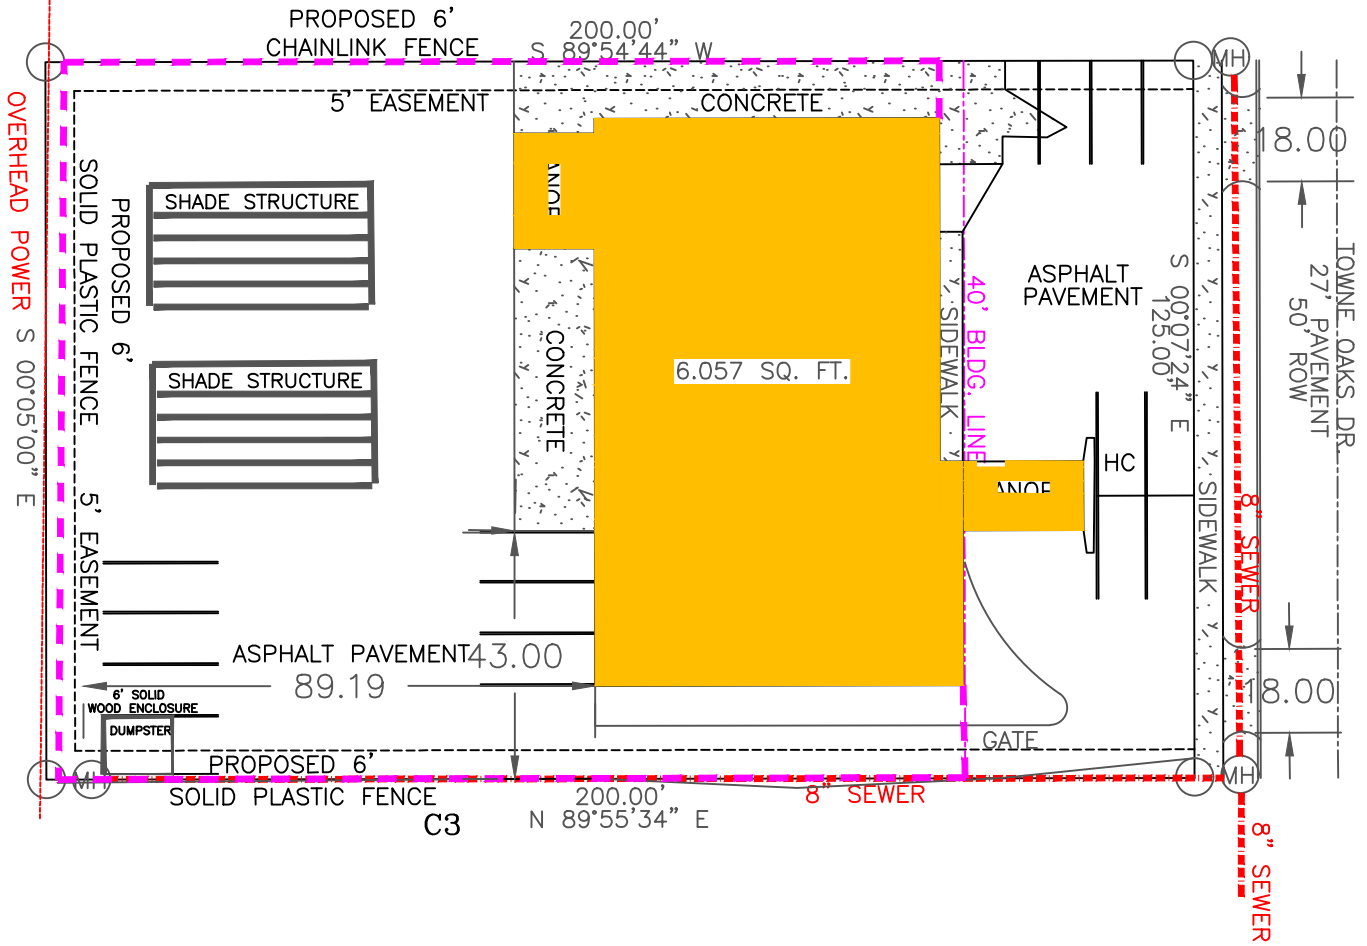 PROPOSED 6'
CHAINLINK FENCE
200.00'
S 89°54'44" W
MH
5' EASEMENT
CONCRETE
18.00
OVERHEAD POWER
S 00°05'00" E
SOLID PLASTIC FENCE
PROPOSED 6'
5' EASEMENT
SHADE STRUCTURE
SHADE STRUCTURE
CONCRETE
6.057 SQ. FT.
SIDEWALK
40' BLDG. LINE
ASPHALT
PAVEMENT
S 00°07'24" E
125.00'
TOWNE OAKS DR.
27' PAVEMENT
50' ROW
HC
SIDEWALK
8" SEWER
ASPHALT PAVEMENT
43.00
89.19
18.00
6' SOLID
WOOD ENCLOSURE
DUMPSTER
GATE
PROPOSED 6'
SOLID PLASTIC FENCE
MH
MH
200.00'
N 89°55'34" E
8" SEWER
C3
8" SEWER